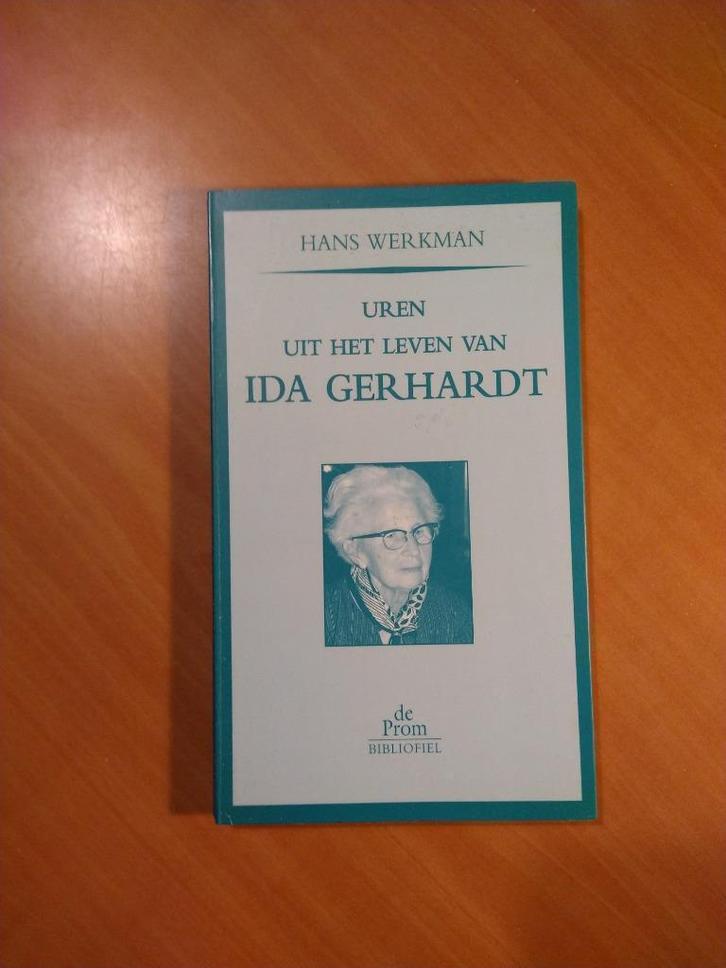 HANS WERKMAN
UREN
UIT HET LEVEN VAN
IDA GERHARDT
de
Prom
BIBLIOFIEL